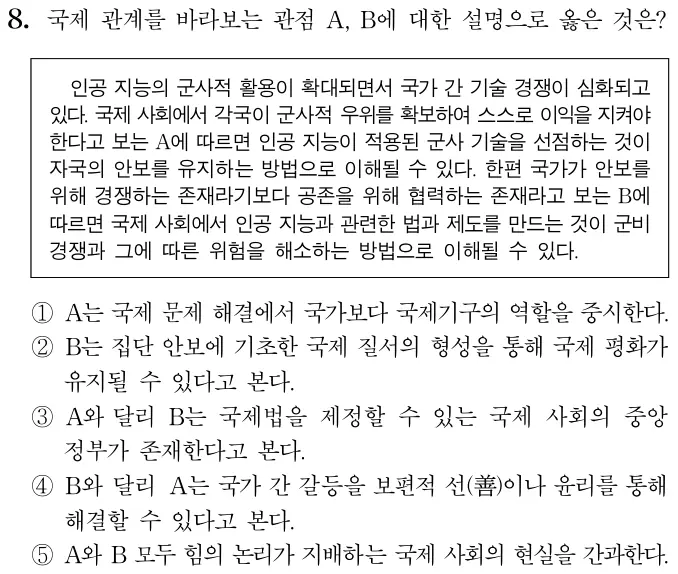 8. 국제 관계를 바라보는 관점 A, B에 대한 설명으로 옳은 것은?
인공 지능의 군사적 활용이 확대되면서 국가 간 기술 경쟁이 심화되고
있다. 국제 사회에서 각국이 군사적 우위를 확보하여 스스로 이익을 지켜야
한다고 보는 A에 따르면 인공 지능이 적용된 군사 기술을 선점하는 것이
자국의 안보를 유지하는 방법으로 이해될 수 있다. 한편 국가가 안보를
위해 경쟁하는 존재라기보다 공존을 위해 협력하는 존재라고 보는 B에
따르면 국제 사회에서 인공 지능과 관련한 법과 제도를 만드는 것이 군비
경쟁과 그에 따른 위험을 해소하는 방법으로 이해될 수 있다.
① A는 국제 문제 해결에서 국가보다 국제기구의 역할을 중시한다.
② B는 집단 안보에 기초한 국제 질서의 형성을 통해 국제 평화가
유지될 수 있다고 본다.
③ A와 달리 B는 국제법을 제정할 수 있는 국제 사회의 중앙
정부가 존재한다고 본다.
④ B와 달리 A는 국가 간 갈등을 보편적 선(善)이나 윤리를 통해
해결할 수 있다고 본다.
⑤ A와 B 모두 힘의 논리가 지배하는 국제 사회의 현실을 간과한다.